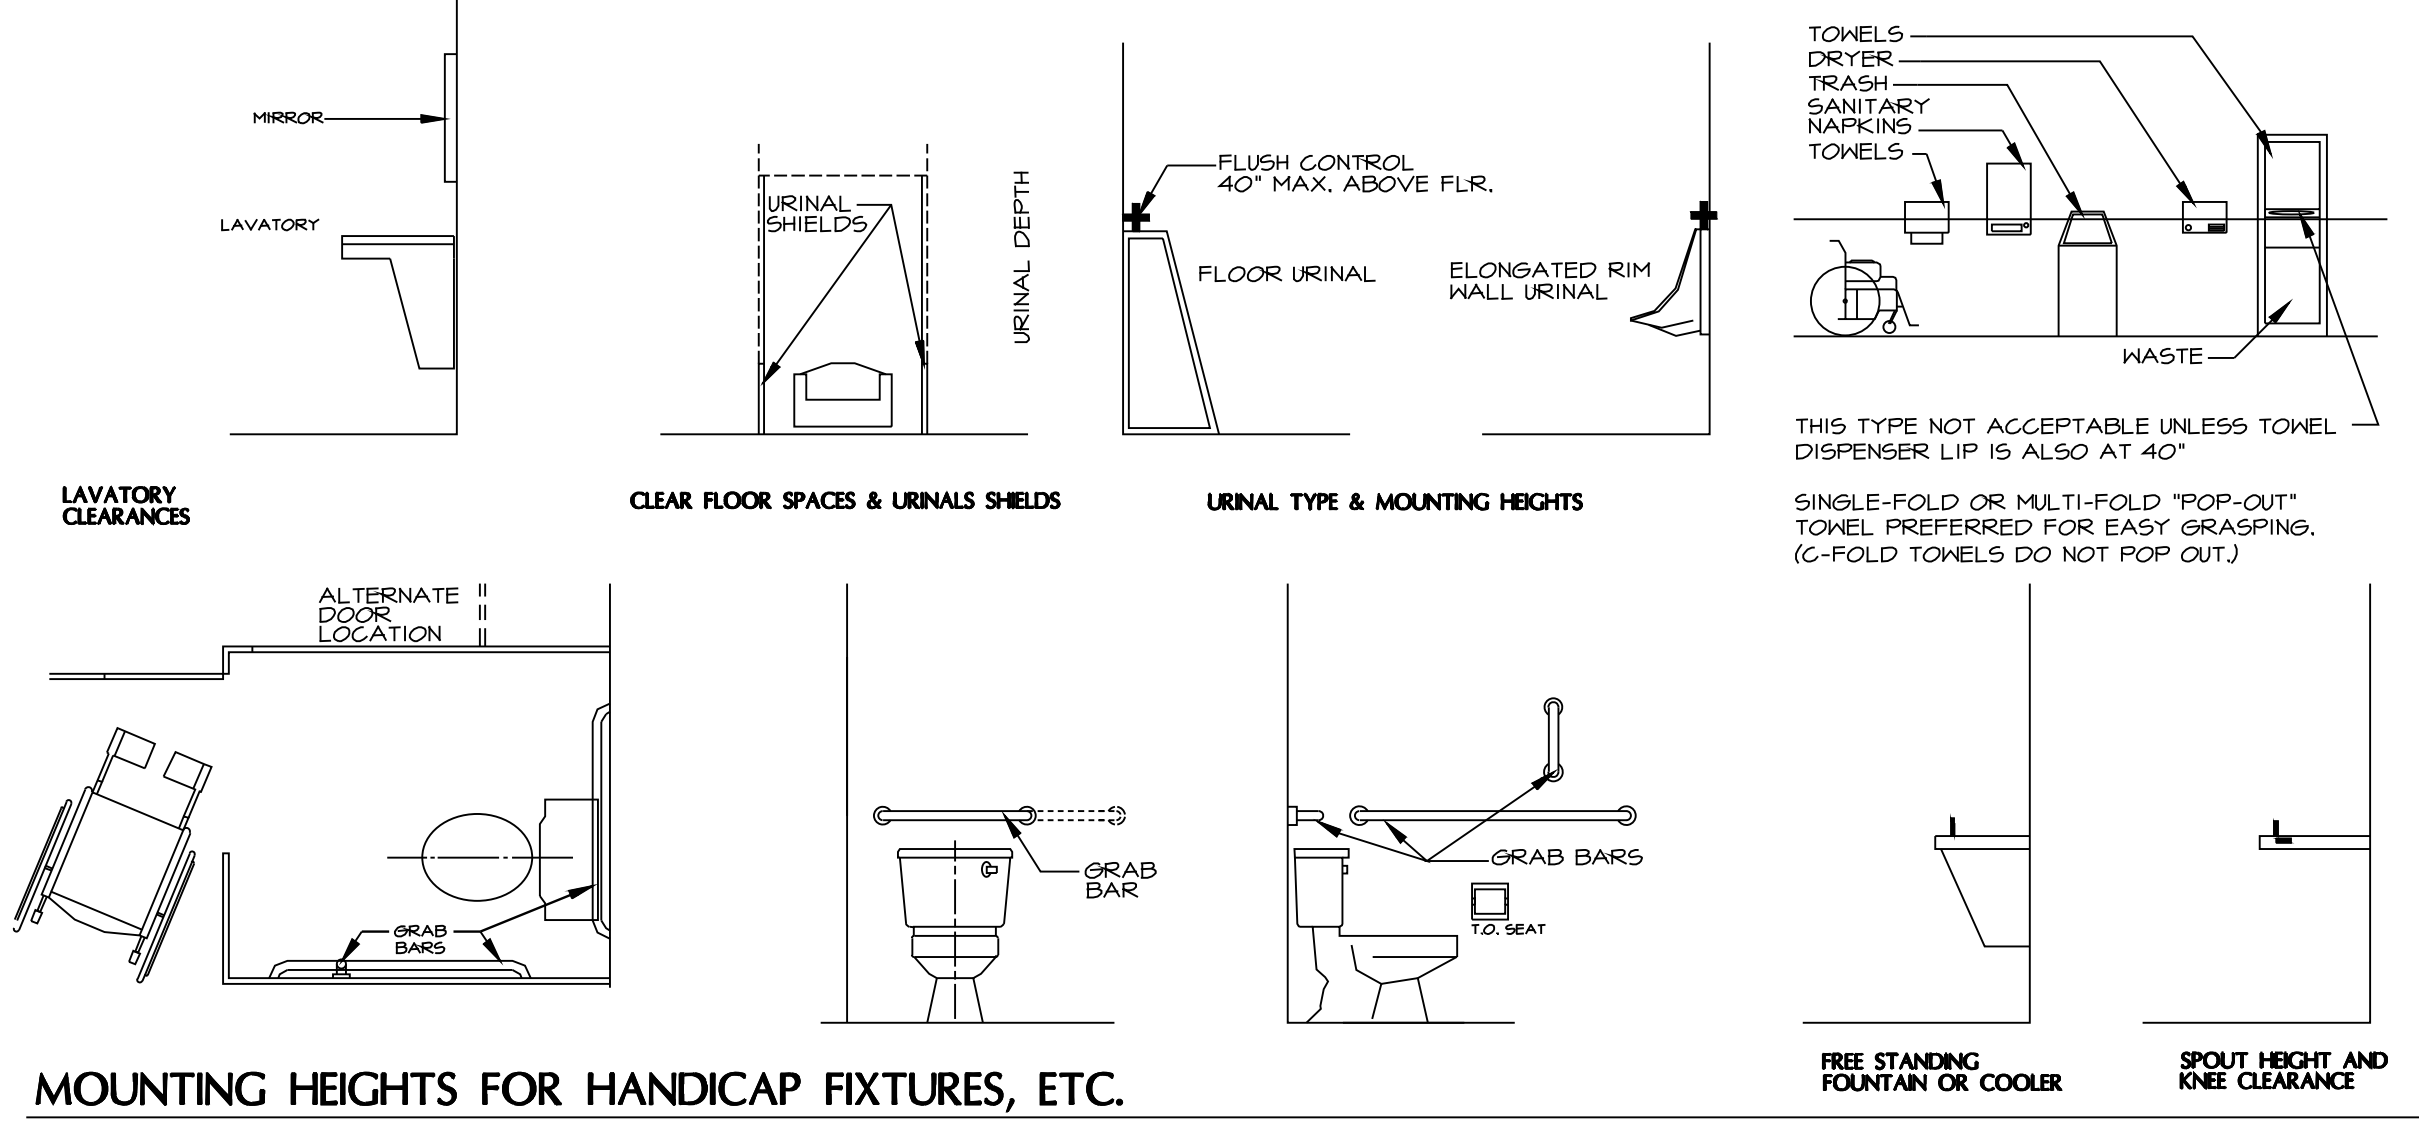 MIRROR
LAVATORY
LAVATORY
CLEARANCES
URINAL
SHIELDS
URINAL DEPTH
CLEAR FLOOR SPACES & URINALS SHIELDS
FLUSH CONTROL
40" MAX. ABOVE FLR.
FLOOR URINAL
ELONGATED RIM
WALL URINAL
URINAL TYPE & MOUNTING HEIGHTS
TOWELS
DRYER
TRASH
SANITARY
NAPKINS
TOWELS
WASTE
THIS TYPE NOT ACCEPTABLE UNLESS TOWEL
DISPENSER LIP IS ALSO AT 40"
SINGLE-FOLD OR MULTI-FOLD "POP-OUT"
TOWEL PREFERRED FOR EASY GRASPING.
(C-FOLD TOWELS DO NOT POP OUT.)
ALTERNATE
DOOR
LOCATION
GRAB
BARS
GRAB
BAR
GRAB BARS
T.O. SEAT
FREE STANDING
FOUNTAIN OR COOLER
SPOUT HEIGHT AND
KNEE CLEARANCE
MOUNTING HEIGHTS FOR HANDICAP FIXTURES, ETC.